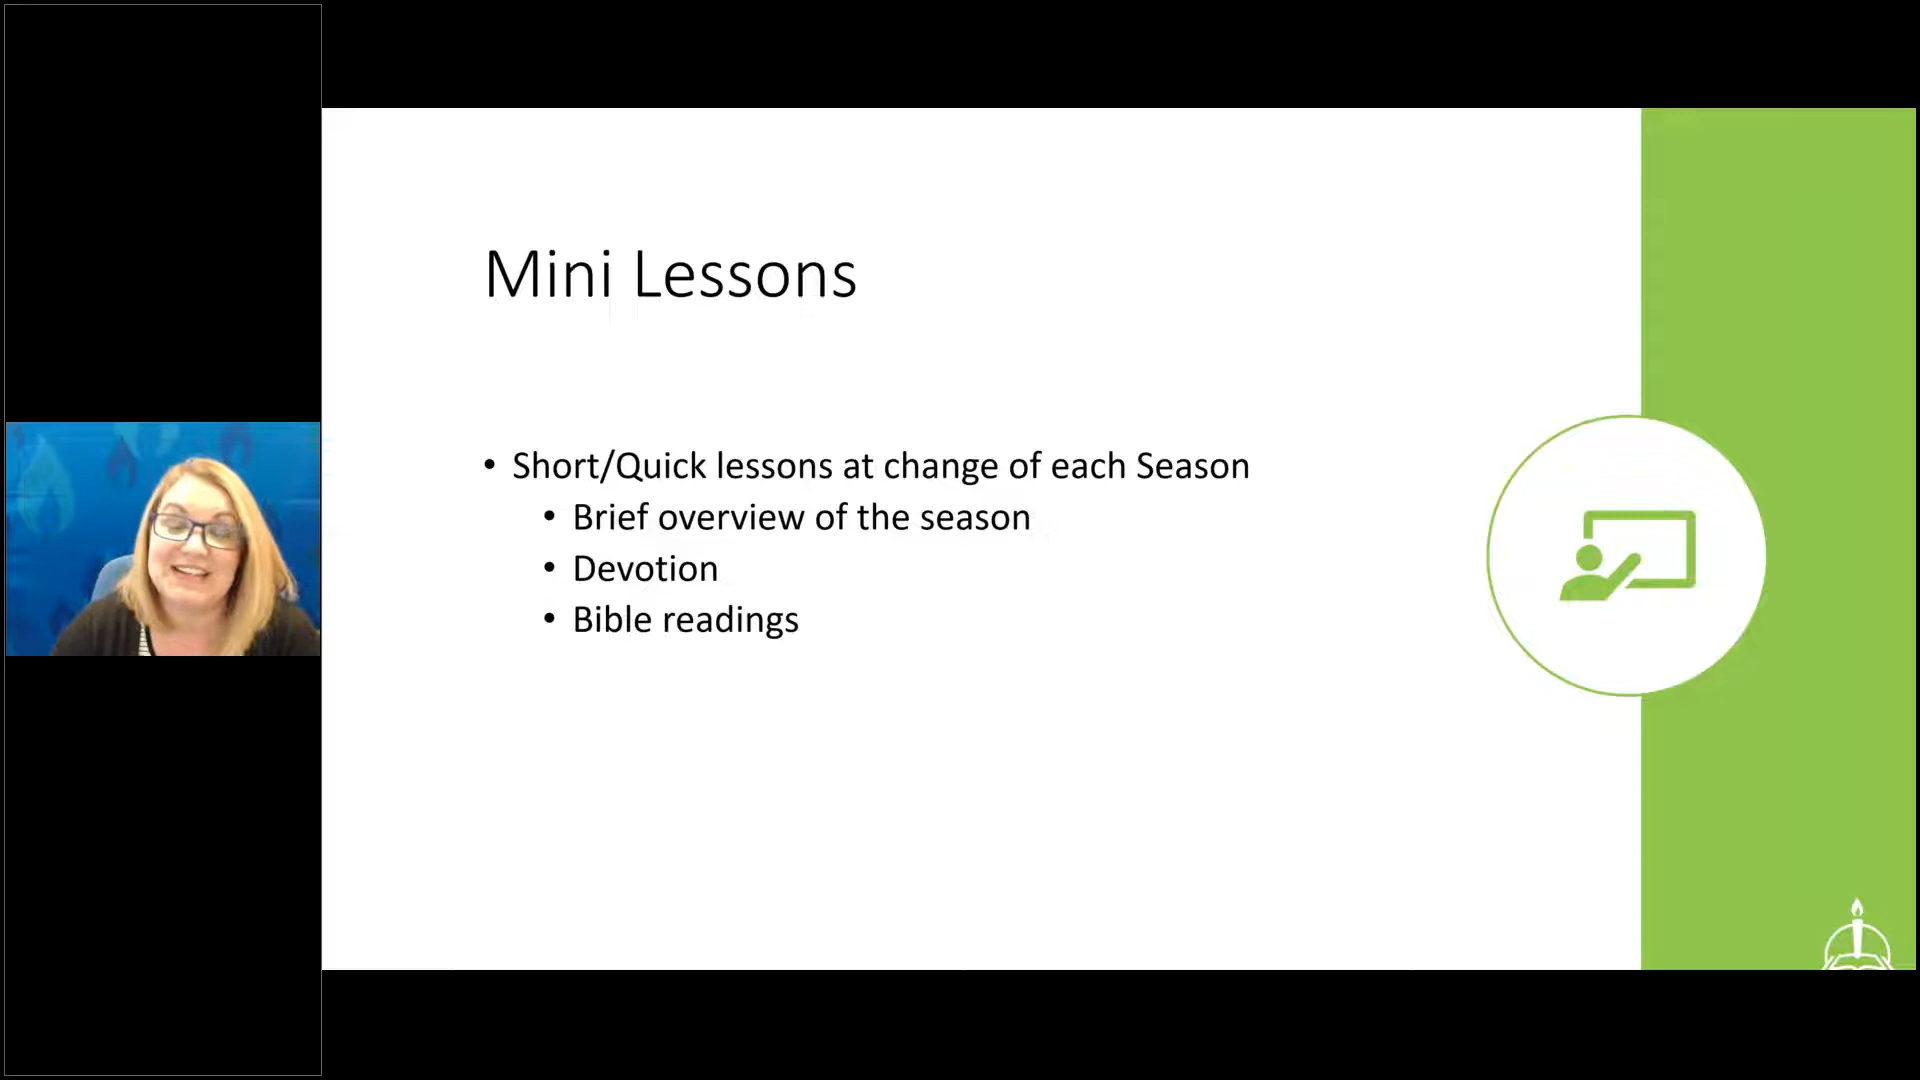 Mini Lessons
• Short/Quick lessons at change of each Season
• Brief overview of the season
• Devotion
• Bible readings